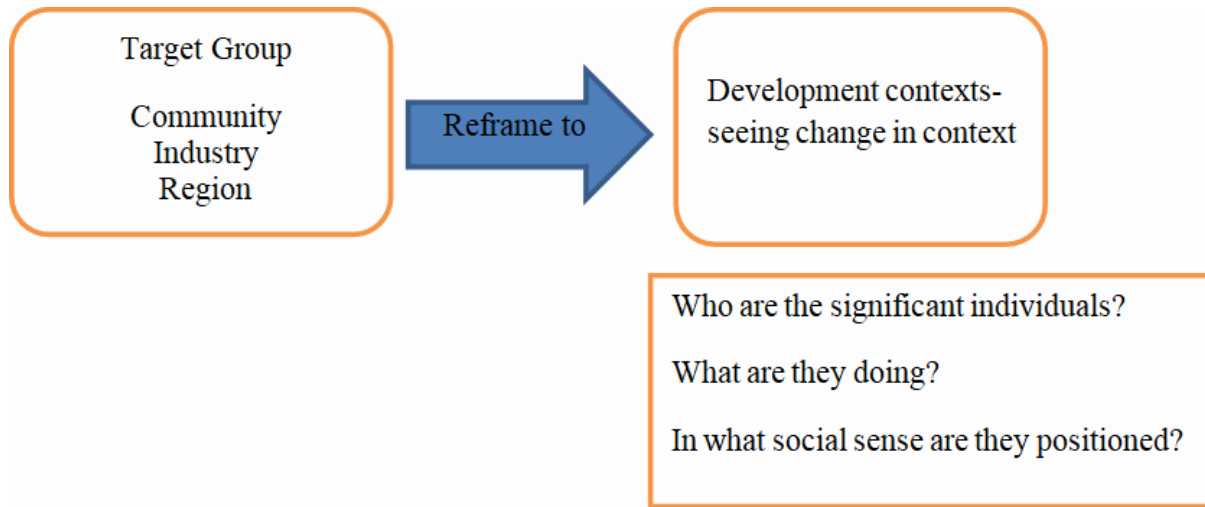 Target Group
Community
Industry
Region
Reframe to
Development contexts-
seeing change in context
Who are the significant individuals?
What are they doing?
In what social sense are they positioned?